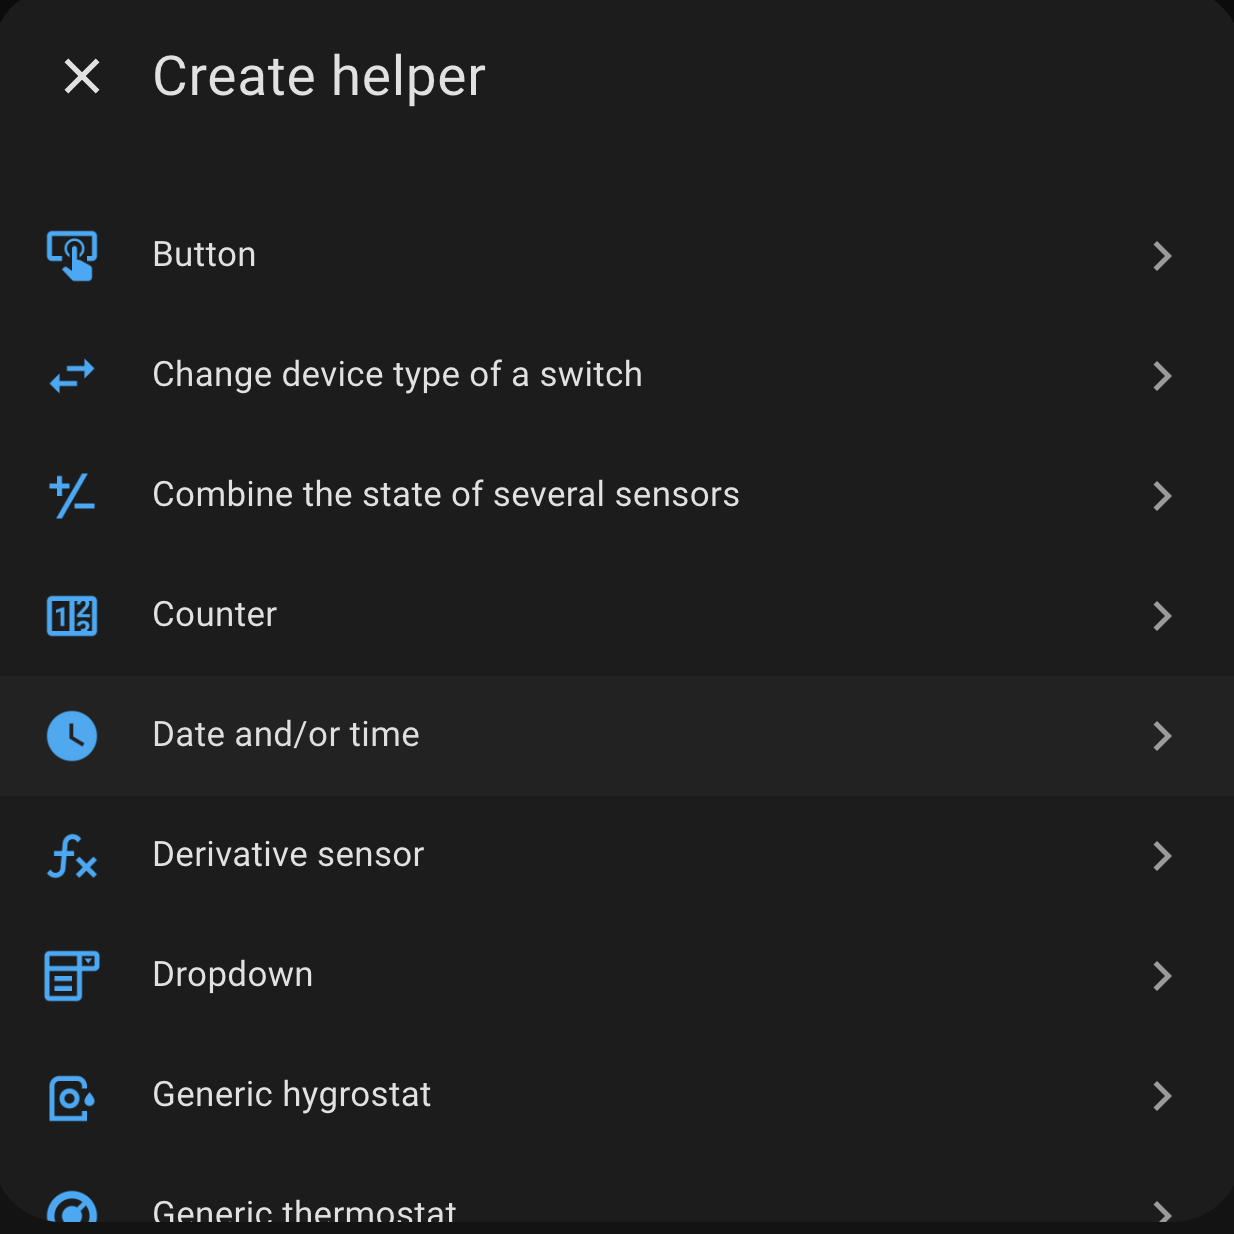 Create helper
Button
Change device type of a switch
Combine the state of several sensors
Counter
Date and/or time
Derivative sensor
Dropdown
Generic hygrostat
Generic thermostat